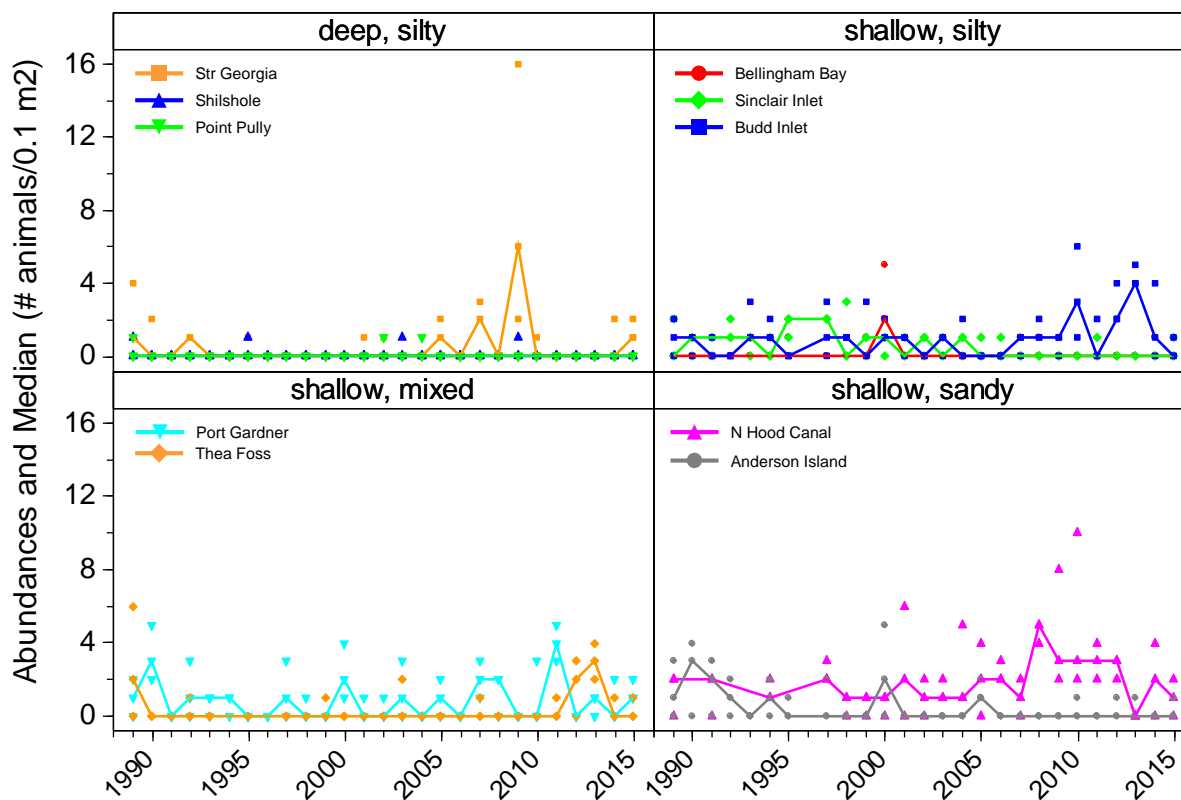 deep, silty
shallow, silty
16
Str Georgia
Shilshole
Point Pully
Bellingham Bay
Sinclair Inlet
Budd Inlet
12
8
4
0
Abundances and Median (# animals/0.1 m2)
shallow, mixed
shallow, sandy
16
Port Gardner
Thea Foss
N Hood Canal
Anderson Island
12
8
4
0
1990 1995 2000 2005 2010 2015
1990 1995 2000 2005 2010 2015